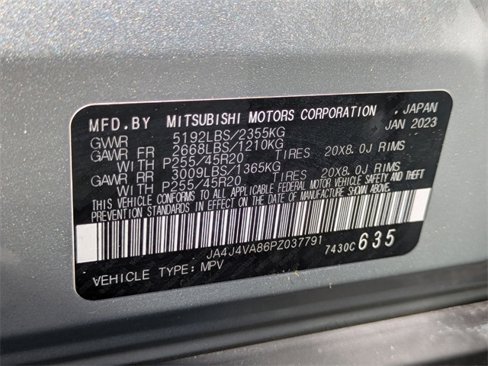 MFD.BY MITSUBISHI MOTORS CORPORATION , JAPAN
GVWR 5192LBS/2355KG JAN 2023
GAWR FR 2668LBS/1210KG
WITH P255/45R20 TIRES 20X8.0J RIMS
GAWR RR 3009LBS/1365KG
WITH P255/45R20 TIRES 20X8.0J RIMS
THIS VEHICLE CONFORMS TO ALL APPLICABLE FEDERAL MOTOR VEHICLE SAFETY AND THEFT
PREVENTION STANDARDS IN EFFECT ON THE DATE OF MANUFACTURE SHOWN ABOVE.
JA4J4VA86PZ037791 7430C 635
VEHICLE TYPE: MPV